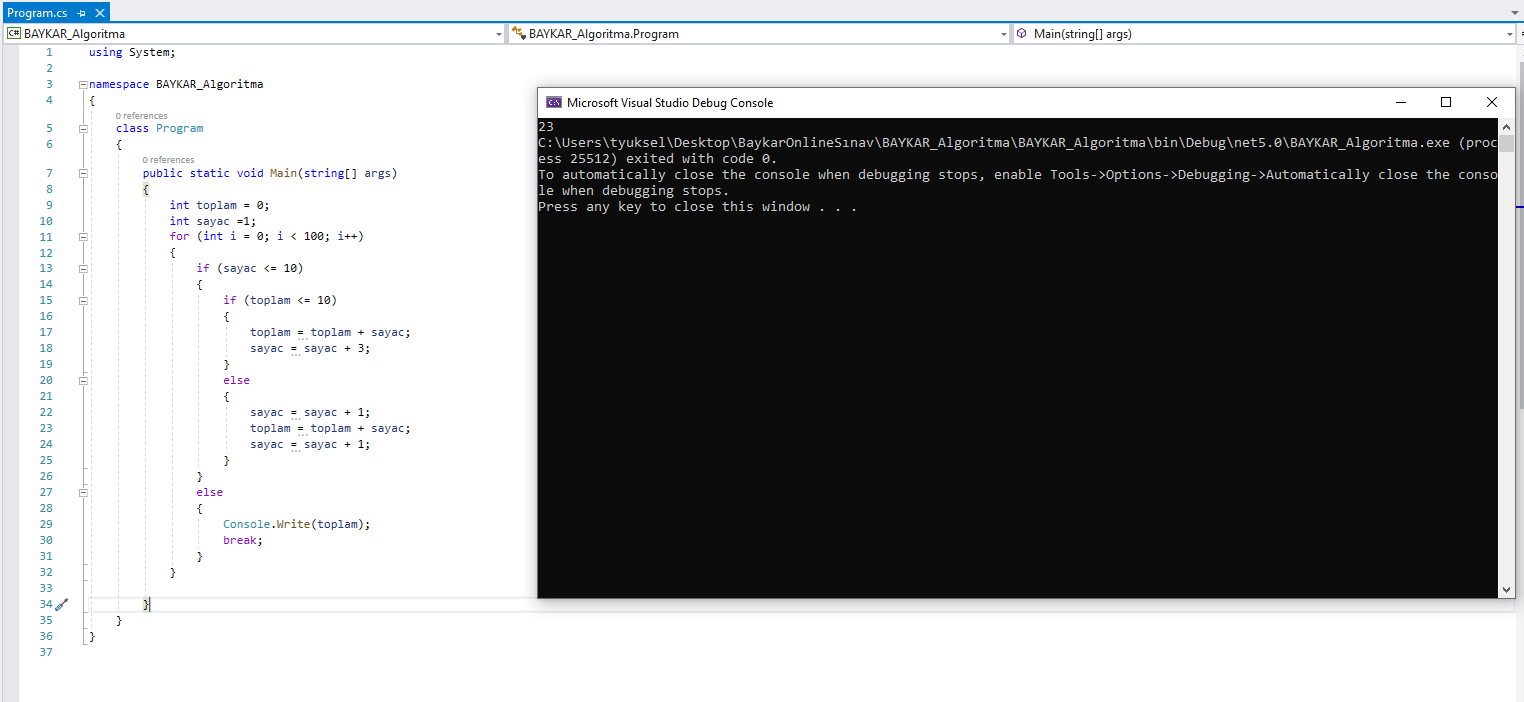 Program.cs
C# BAYKAR_Algoritma
BAYKAR_Algoritma.Program
Main(string[] args)
1 using System;
2
3 namespace BAYKAR_Algoritma
4 {
0 references
5 class Program
6 {
0 references
7 public static void Main(string[] args)
8 {
9 int toplam = 0;
10 int sayac =1;
11 for (int i = 0; i < 100; i++)
12 {
13 if (sayac <= 10)
14 {
15 if (toplam <= 10)
16 {
17 toplam = toplam + sayac;
18 sayac = sayac + 3;
19 }
20 else
21 {
22 sayac = sayac + 1;
23 toplam = toplam + sayac;
24 sayac = sayac + 1;
25 }
26 }
27 else
28 {
29 Console.Write(toplam);
30 break;
31 }
32 }
33
34 }
35 }
36 }
37
C:\ Microsoft Visual Studio Debug Console
23
C:\Users\tyuksel\Desktop\BaykarOnlineSınav\BAYKAR_Algoritma\BAYKAR_Algoritma\bin\Debug\net5.0\BAYKAR_Algoritma.exe (proc
ess 25512) exited with code 0.
To automatically close the console when debugging stops, enable Tools->Options->Debugging->Automatically close the conso
le when debugging stops.
Press any key to close this window . . .